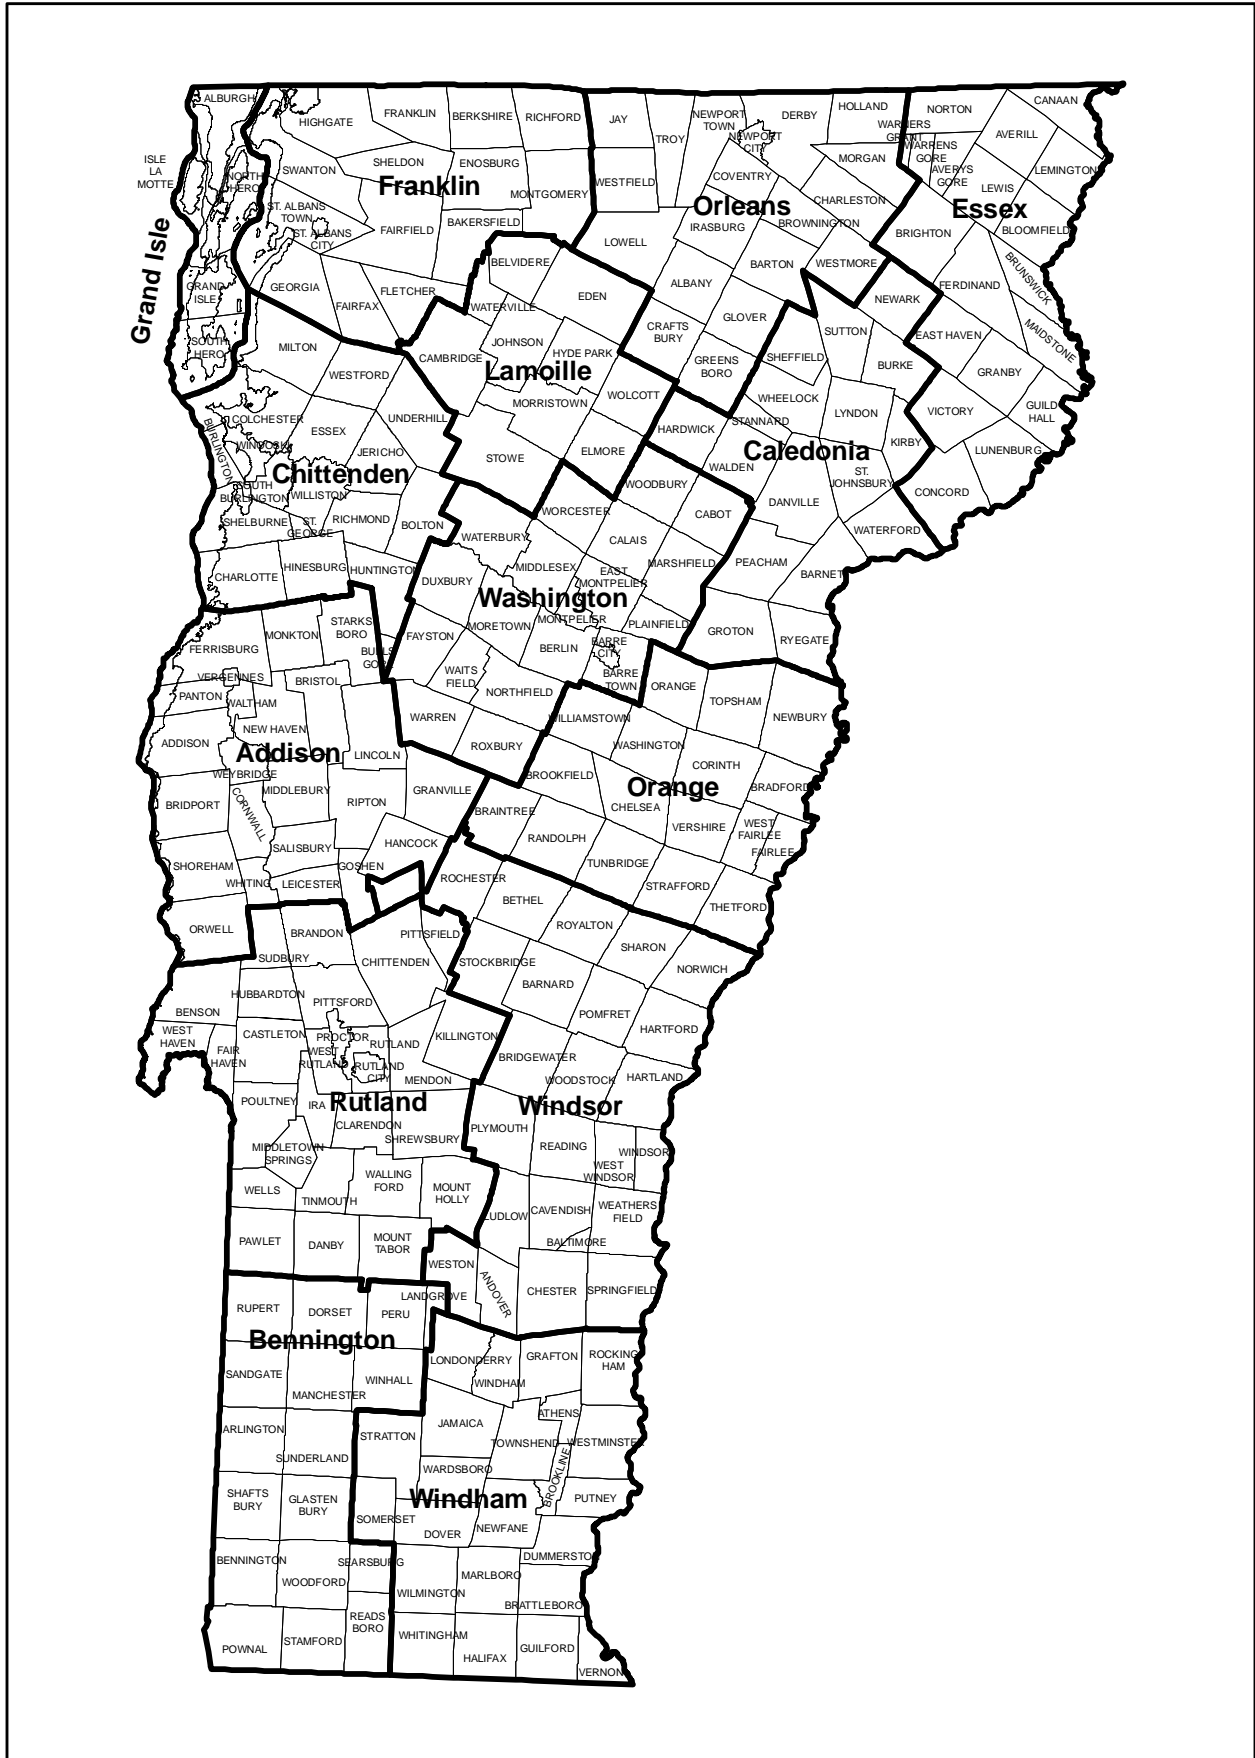 ALBURGH
HIGHGATE
FRANKLIN
BERKSHIRE
RICHFORD
JAY
TROY
NEWPORT
TOWN
NEWPORT
CITY
DERBY
HOLLAND
NORTON
CANAAN
WARNERS
GRANT
WARRENS
GORE
AVERYS
GORE
AVERILL
LEMINGTON
LEWIS
MORGAN
ISLE
LA
MOTTE
NORTH
HERO
SWANTON
SHELDON
ENOSBURG
Franklin
MONTGOMERY
WESTFIELD
COVENTRY
Orleans
CHARLESTON
Essex
BLOOMFIELD
ST. ALBANS
TOWN
ST. ALBANS
CITY
FAIRFIELD
BAKERSFIELD
LOWELL
IRASBURG
BROWNINGTON
BRIGHTON
BRUNSWICK
Grand Isle
GRAND
ISLE
GEORGIA
FAIRFAX
FLETCHER
BELVIDERE
WATERVILLE
EDEN
ALBANY
BARTON
WESTMORE
NEWARK
FERDINAND
MAIDSTONE
SOUTH
HERO
MILTON
WESTFORD
CAMBRIDGE
JOHNSON
HYDE PARK
Lamoille
CRAFTS
BURY
GLOVER
GREENS
BORO
SHEFFIELD
SUTTON
BURKE
EAST HAVEN
GRANBY
GUILD
HALL
COLCHESTER
BURLINGTON
WINOOSKI
ESSEX
UNDERHILL
JERICHO
Chittenden
MORRISTOWN
WOLCOTT
STOWE
ELMORE
HARDWICK
WHEELOCK
STANNARD
LYNDON
VICTORY
KIRBY
LUNENBURG
WALDEN
Caledonia
SOUTH
BURLINGTON
WILLISTON
SHELBURNE
ST.
GEORGE
RICHMOND
BOLTON
WATERBURY
WORCESTER
WOODBURY
CABOT
DANVILLE
ST.
JOHNSBURY
CONCORD
WATERFORD
CHARLOTTE
HINESBURG
HUNTINGTON
DUXBURY
MIDDLESEX
CALAIS
EAST
MONTPELIER
MARSHFIELD
PEACHAM
BARNET
Washington
FERRISBURG
MONKTON
STARKS
BORO
BUELS
GORE
FAYSTON
MORETOWN
MONTPELIER
BERLIN
BARRE
CITY
BARRE
TOWN
PLAINFIELD
GROTON
RYEGATE
VERGENNES
PANTON
WALTHAM
BRISTOL
WAITS
FIELD
NORTHFIELD
ORANGE
TOPSHAM
NEWBURY
ADDISON
NEW HAVEN
Addison
LINCOLN
WARREN
ROXBURY
WILLIAMSTOWN
WASHINGTON
CORINTH
WEYBRIDGE
BRIDPORT
CORNWALL
MIDDLEBURY
RIPTON
GRANVILLE
BROOKFIELD
Orange
BRADFORD
BRAINTREE
CHELSEA
VERSHIRE
WEST
FAIRLEE
FAIRLEE
SHOREHAM
SALISBURY
HANCOCK
RANDOLPH
TUNBRIDGE
WHITING
LEICESTER
GOSHEN
ROCHESTER
BETHEL
STRAFFORD
THETFORD
ORWELL
SUDBURY
BRANDON
CHITTENDEN
PITTSFIELD
STOCKBRIDGE
ROYALTON
SHARON
NORWICH
BENSON
HUBBARDTON
PITTSFORD
BARNARD
POMFRET
HARTFORD
WEST
HAVEN
FAIR
HAVEN
CASTLETON
PROCTOR
WEST
RUTLAND
RUTLAND
RUTLAND
CITY
KILLINGTON
MENDON
BRIDGEWATER
WOODSTOCK
HARTLAND
POULTNEY
IRA
Rutland
CLARENDON
SHREWSBURY
Windsor
PLYMOUTH
READING
WEST
WINDSOR
WINDSOR
MIDDLETOWN
SPRINGS
WELLS
TINMOUTH
WALLING
FORD
MOUNT
HOLLY
LUDLOW
CAVENDISH
WEATHERS
FIELD
BALTIMORE
PAWLET
DANBY
MOUNT
TABOR
WESTON
ANDOVER
CHESTER
SPRINGFIELD
RUPERT
DORSET
PERU
LANDGROVE
Bennington
SANDGATE
MANCHESTER
WINHALL
LONDONDERRY
WINDHAM
GRAFTON
ROCKING
HAM
ARLINGTON
SUNDERLAND
STRATTON
JAMAICA
ATHENS
TOWNSHEND
WESTMINSTER
BROOKLINE
WARDSBORO
SHAFTS
BURY
GLASTEN
BURY
Windham
SOMERSET
DOVER
NEWFANE
PUTNEY
BENNINGTON
WOODFORD
SEARSBURG
WILMINGTON
MARLBORO
DUMMERSTO
BRATTLEBORO
READS
BORO
POWNAL
STAMFORD
WHITINGHAM
HALIFAX
GUILFORD
VERNON